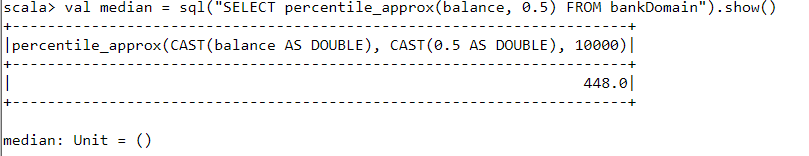 scala> val median = sql("SELECT percentile_approx(balance, 0.5) FROM bankDomain").show()
+------------------------------------------------------------------+
|percentile_approx(CAST(balance AS DOUBLE), CAST(0.5 AS DOUBLE), 10000)|
+------------------------------------------------------------------+
|                                                                 448.0|
+------------------------------------------------------------------+
median: Unit = ()